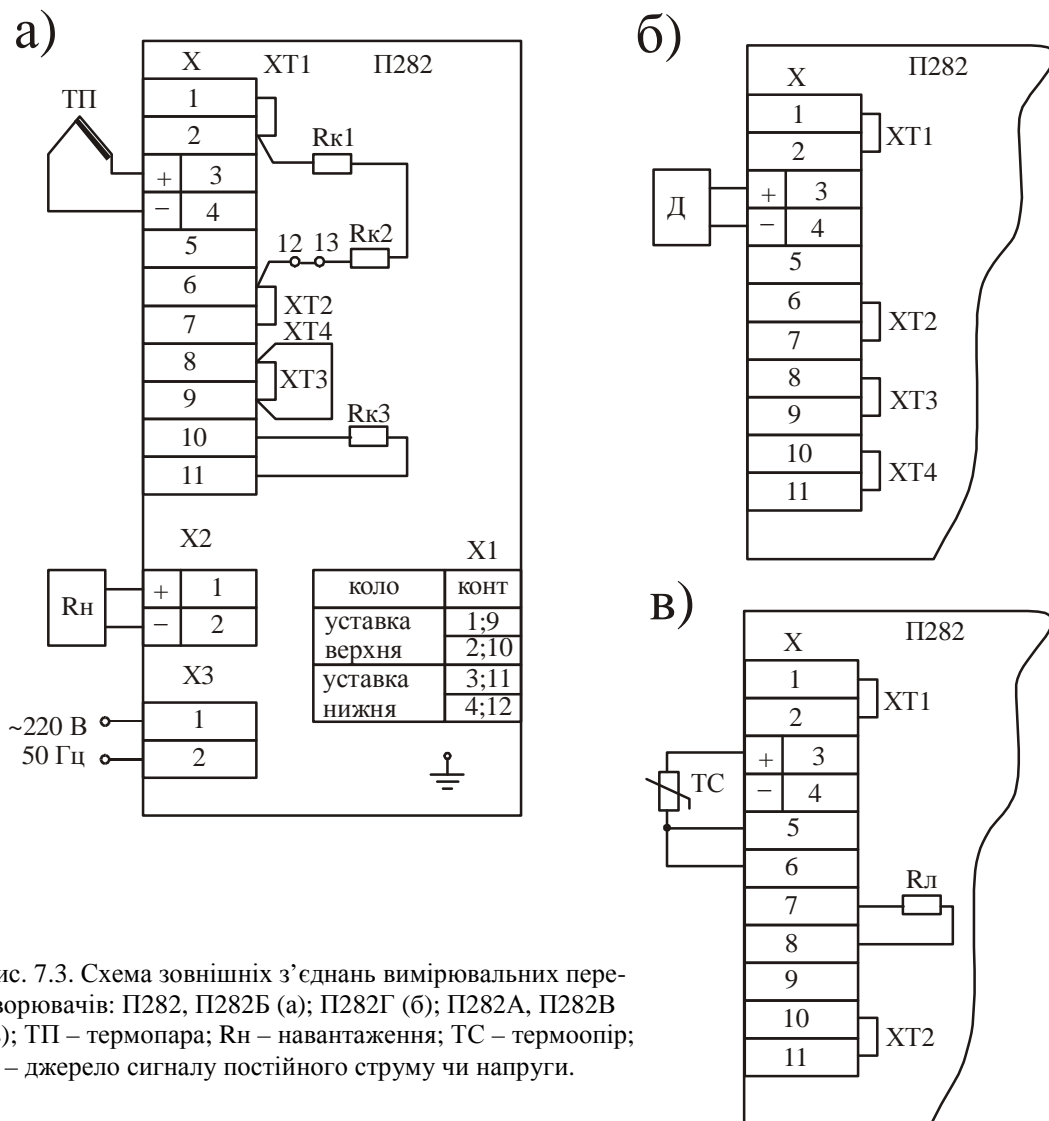 а)
X
XT1
П282
1
2
+ 3
− 4
5
6
7
8
9
10
11
ТП
Rк1
12 13 Rк2
XT2
XT4
XT3
Rк3
X2
+ 1
− 2
Rн
X3
1
2
~220 В
50 Гц
X1
коло конт
уставка 1;9
верхня 2;10
уставка 3;11
нижня 4;12
б)
П282
X
1
2
+ 3
− 4
5
6
7
8
9
10
11
Д
XT1
XT2
XT3
XT4
в)
П282
X
1
2
+ 3
− 4
5
6
7
8
9
10
11
XT1
ТС
Rл
XT2
ис. 7.3. Схема зовнішніх з’єднань вимірювальних пере-
ворювачів: П282, П282Б (а); П282Г (б); П282А, П282В
); ТП – термопара; Rн – навантаження; ТС – термоопір;
– джерело сигналу постійного струму чи напруги.